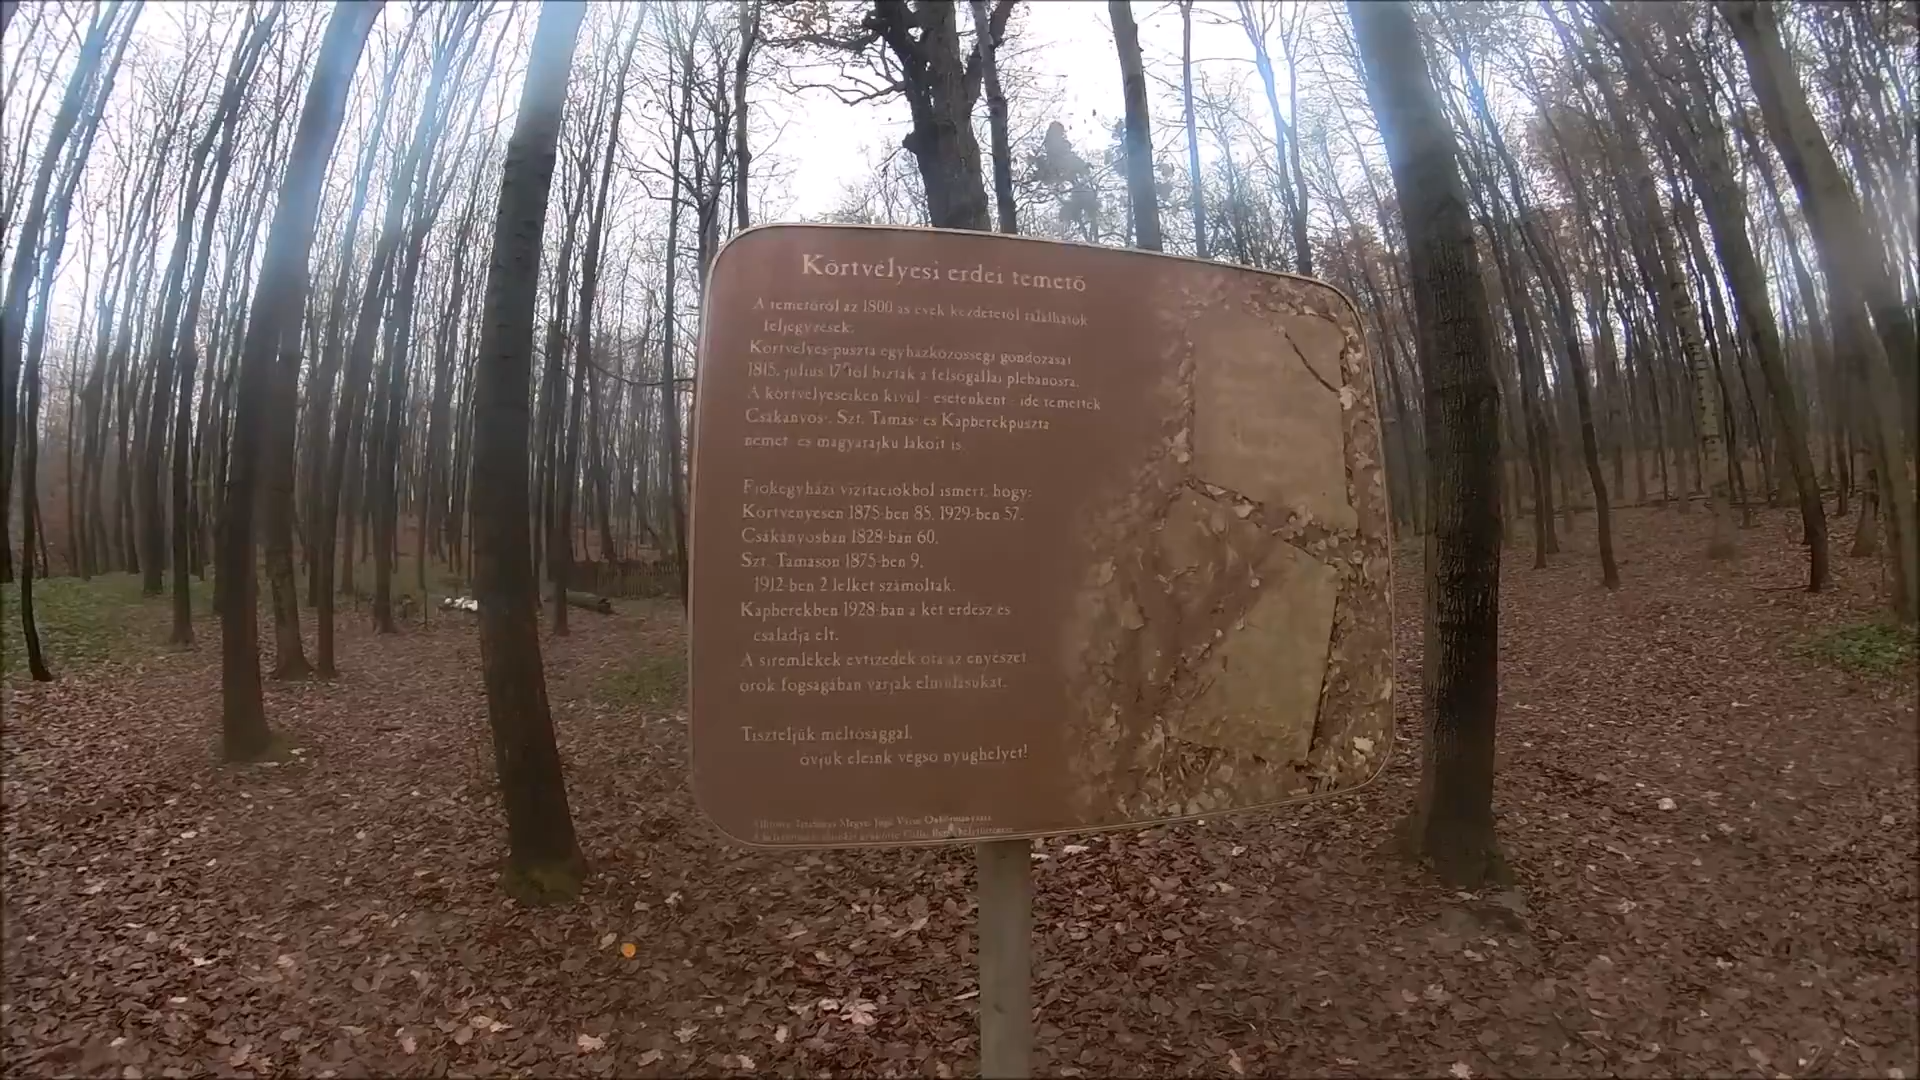 Körtvélyesi erdei temető
A temetőről az 1800-as évek kezdetétől találhatók
feljegyzések.
Körtvélyes-puszta egyházközösségi gondozását
1815. július 17-től bízták a felsőgallai plébánosra.
A körtvélyesieken kívül - esetenként - ide temették
Csákányos-, Szt. Tamás- és Kapberekpuszta
német- és magyarajkú lakóit is.
Fiókegyházi vizitációkból ismert, hogy:
Körtvényesen 1875-ben 85, 1929-ben 57,
Csákányosban 1828-ban 60,
Szt. Tamáson 1875-ben 9,
1912-ben 2 lelket számoltak.
Kapberekben 1928-ban a két erdész és
családja élt.
A síremlékek évtizedek óta az enyészet
örök fogságában várják elmúlásukat.
Tiszteljük méltósággal,
óvjuk eleink végső nyughelyét!